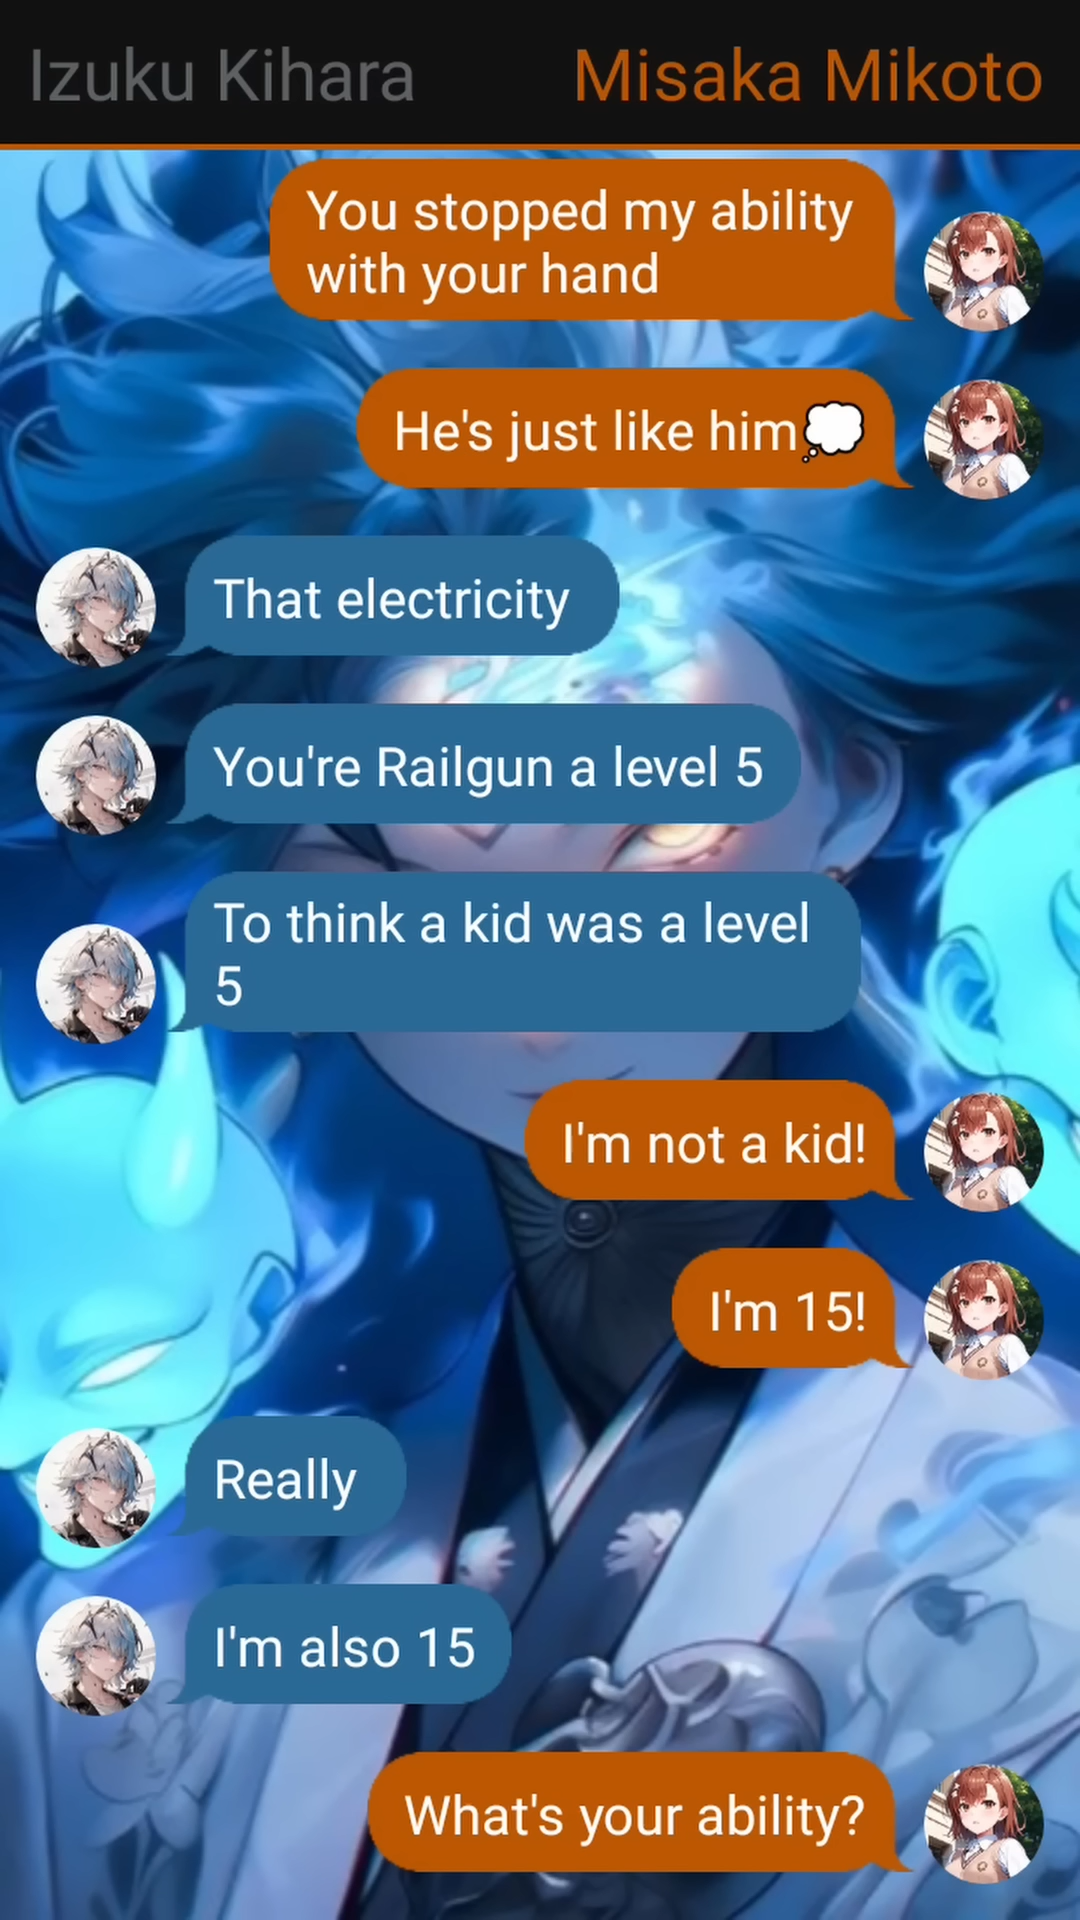 Izuku Kihara
Misaka Mikoto
You stopped my ability
with your hand
He's just like him💭
That electricity
You're Railgun a level 5
To think a kid was a level
5
I'm not a kid!
I'm 15!
Really
I'm also 15
What's your ability?